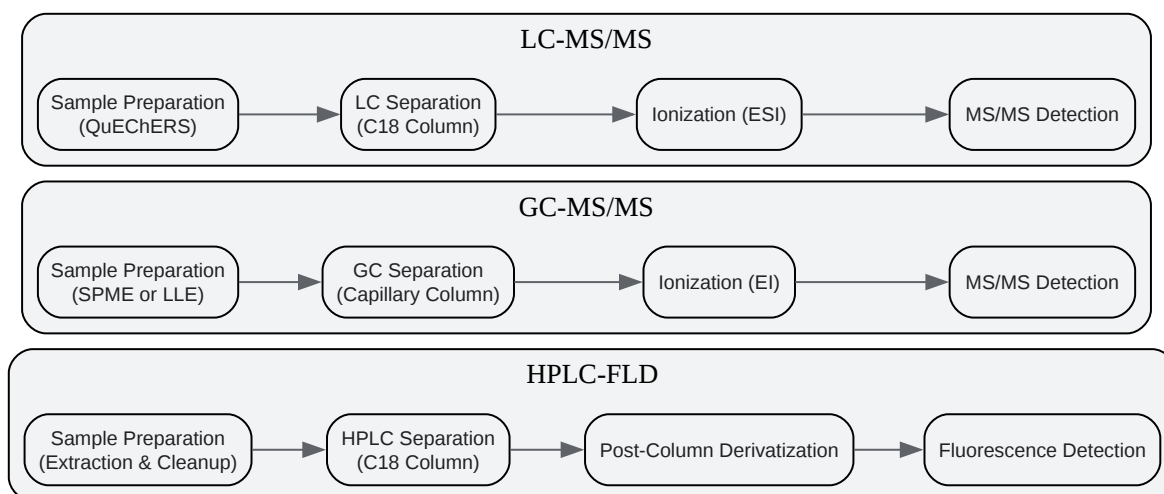 LC-MS/MS
Sample Preparation
(QuEChERS)
LC Separation
(C18 Column)
Ionization (ESI)
MS/MS Detection
GC-MS/MS
Sample Preparation
(SPME or LLE)
GC Separation
(Capillary Column)
Ionization (EI)
MS/MS Detection
HPLC-FLD
Sample Preparation
(Extraction & Cleanup)
HPLC Separation
(C18 Column)
Post-Column Derivatization
Fluorescence Detection